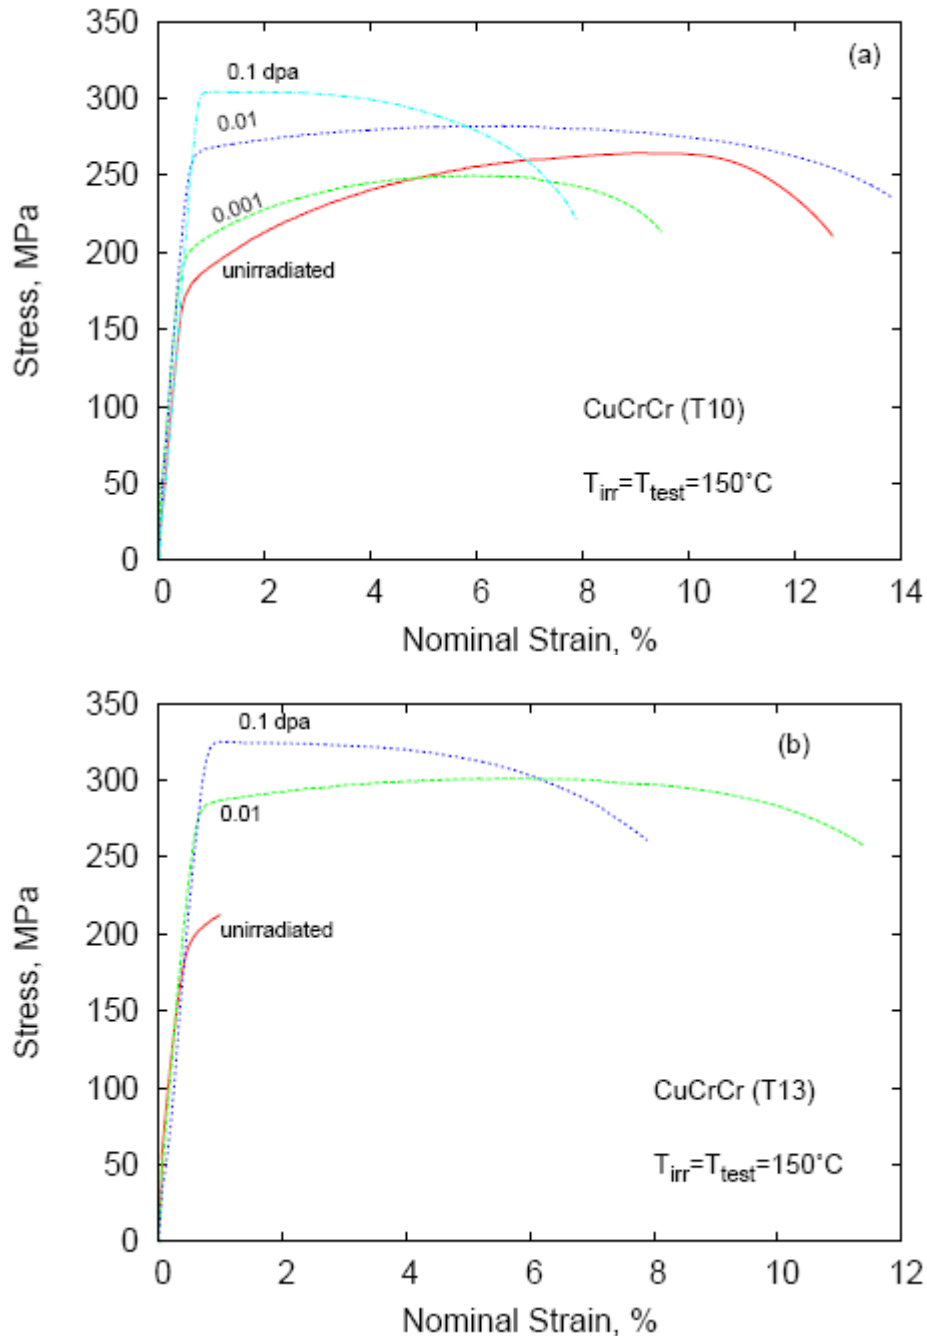 350
300
250
200
150
100
50
0
Stress, MPa
(a)
0.1 dpa
0.01
0.001
unirradiated
CuCrCr (T10)
Tirr=Ttest=150°C
0 2 4 6 8 10 12 14
Nominal Strain, %
350
300
250
200
150
100
50
0
Stress, MPa
(b)
0.1 dpa
0.01
unirradiated
CuCrCr (T13)
Tirr=Ttest=150°C
0 2 4 6 8 10 12
Nominal Strain, %